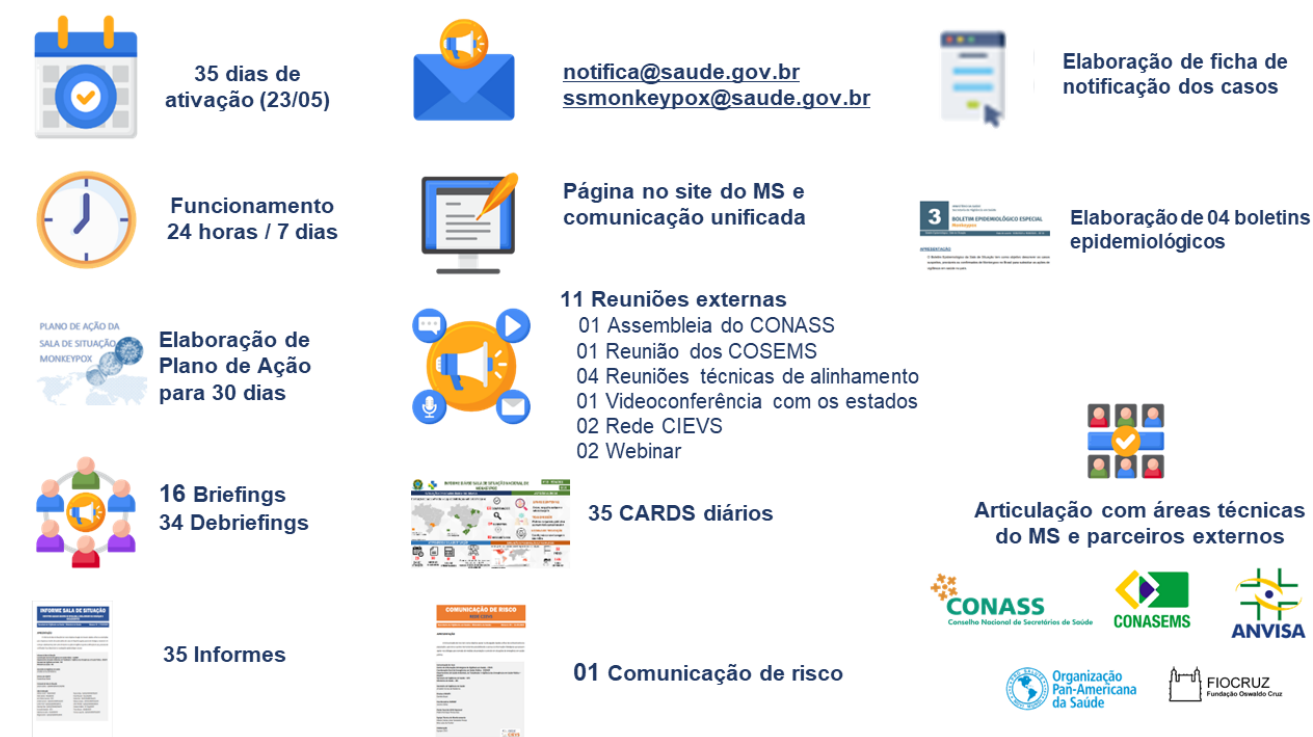 35 dias de
ativação (23/05)
notifica@saude.gov.br
ssmonkeypox@saude.gov.br
Elaboração de ficha de
notificação dos casos
Funcionamento
24 horas / 7 dias
Página no site do MS e
comunicação unificada
3
BOLETIM EPIDEMIOLÓGICO ESPECIAL
Monkeypox
APRESENTAÇÃO
Elaboração de 04 boletins
epidemiológicos
PLANO DE AÇÃO DA
SALA DE SITUAÇÃO
MONKEYPOX
Elaboração de
Plano de Ação
para 30 dias
11 Reuniões externas
01 Assembleia do CONASS
01 Reunião dos COSEMS
04 Reuniões técnicas de alinhamento
01 Videoconferência com os estados
02 Rede CIEVS
02 Webinar
16 Briefings
34 Debriefings
35 CARDS diários
Articulação com áreas técnicas
do MS e parceiros externos
CONASS
Conselho Nacional de Secretários de Saúde
CONASEMS
ANVISA
INFORME SALA DE SITUAÇÃO
35 Informes
COMUNICAÇÃO DE RISCO
01 Comunicação de risco
Organização
Pan-Americana
da Saúde
FIOCRUZ
Fundação Oswaldo Cruz